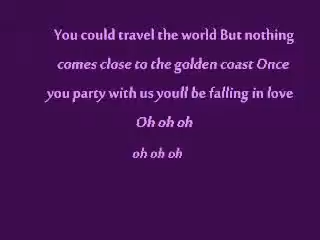 You could travel the world But nothing
comes close to the golden coast Once
you party with us youll be falling in love
Oh oh oh
oh oh oh